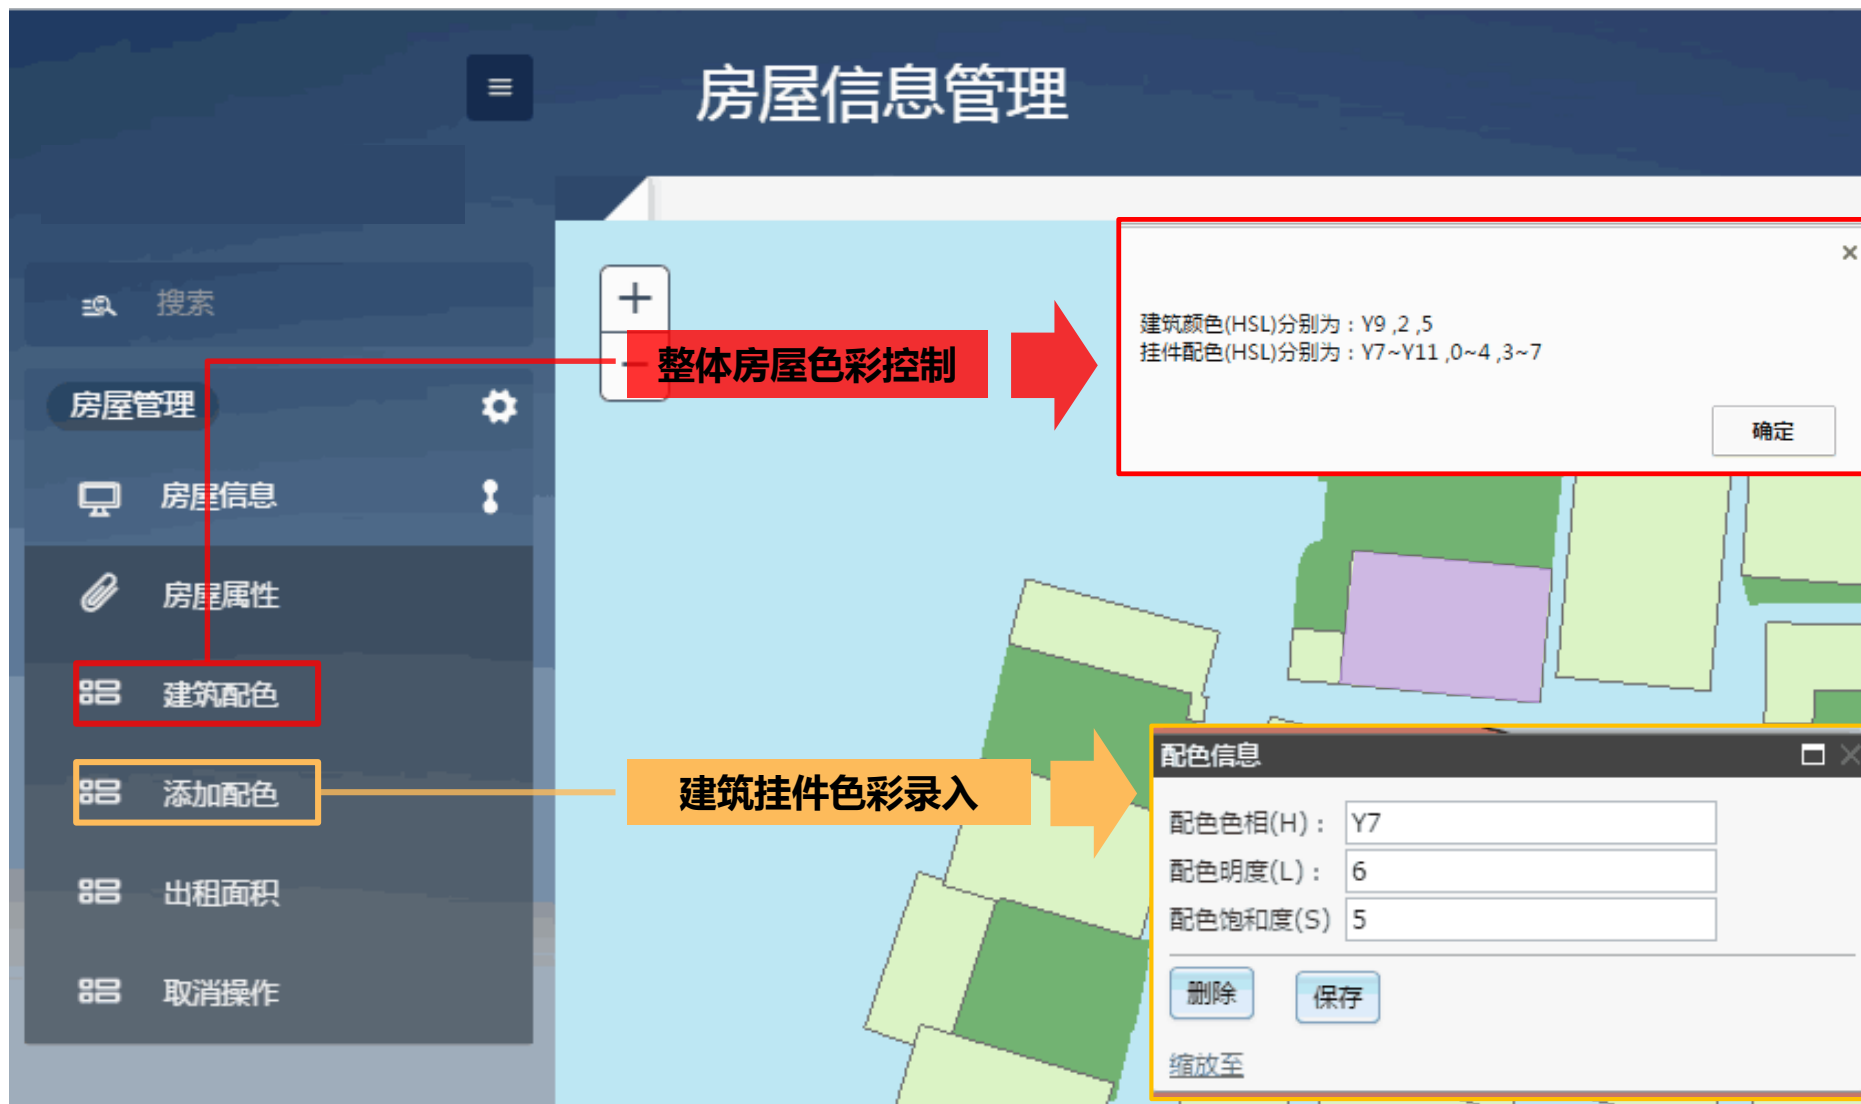 房屋信息管理
搜索
房屋管理
房屋信息
房屋属性
建筑配色
添加配色
出租面积
取消操作
整体房屋色彩控制
建筑颜色(HSL)分别为：Y9 ,2 ,5
挂件配色(HSL)分别为：Y7~Y11 ,0~4 ,3~7
确定
建筑挂件色彩录入
配色信息
配色色相(H)： Y7
配色明度(L)： 6
配色饱和度(S) 5
删除 保存
缩放至